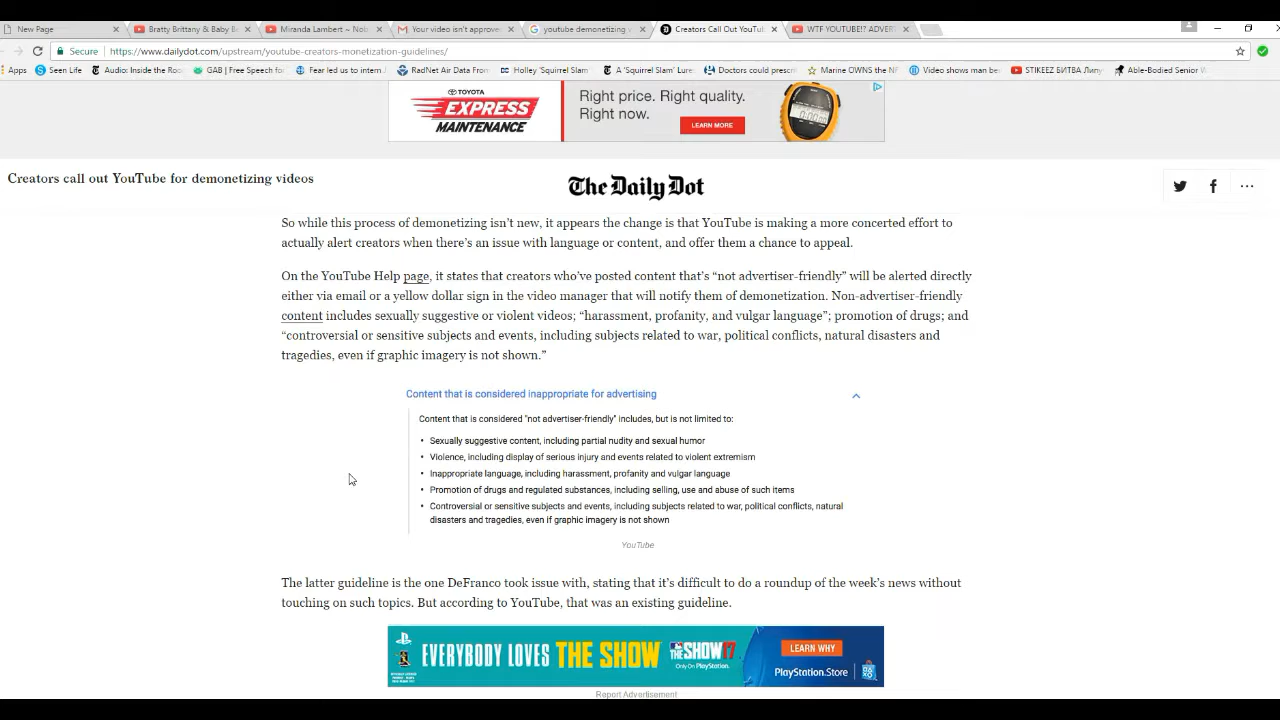 New Page
Bratty Brittany & Baby B
Miranda Lambert ~ Nob
Your video isn't approve
youtube demonetizing v
Creators Call Out YouTu
WTF YOUTUBE!? ADVERT
Secure | https://www.dailydot.com/upstream/youtube-creators-monetization-guidelines/
Apps
Seen Life
Audio: Inside the Roo
GAB | Free Speech for
Fear led us to intern J
RadNet Air Data From
Holley 'Squirrel Slam'
A 'Squirrel Slam' Lure
Doctors could prescri
Marine OWNS the NF
Video shows man be
STIKEEZ БИТВА Липу
Able-Bodied Senior W
TOYOTA
EXPRESS
MAINTENANCE
Right price. Right quality.
Right now.
LEARN MORE
Creators call out YouTube for demonetizing videos
The Daily Dot
So while this process of demonetizing isn't new, it appears the change is that YouTube is making a more concerted effort to
actually alert creators when there's an issue with language or content, and offer them a chance to appeal.
On the YouTube Help page, it states that creators who've posted content that's “not advertiser-friendly” will be alerted directly
either via email or a yellow dollar sign in the video manager that will notify them of demonetization. Non-advertiser-friendly
content includes sexually suggestive or violent videos; “harassment, profanity, and vulgar language”; promotion of drugs; and
“controversial or sensitive subjects and events, including subjects related to war, political conflicts, natural disasters and
tragedies, even if graphic imagery is not shown.”
Content that is considered inappropriate for advertising
Content that is considered "not advertiser-friendly" includes, but is not limited to:
• Sexually suggestive content, including partial nudity and sexual humor
• Violence, including display of serious injury and events related to violent extremism
• Inappropriate language, including harassment, profanity and vulgar language
• Promotion of drugs and regulated substances, including selling, use and abuse of such items
• Controversial or sensitive subjects and events, including subjects related to war, political conflicts, natural
disasters and tragedies, even if graphic imagery is not shown
YouTube
The latter guideline is the one DeFranco took issue with, stating that it's difficult to do a roundup of the week's news without
touching on such topics. But according to YouTube, that was an existing guideline.
EVERYBODY LOVES THE SHOW
THE SHOW 17
Only On PlayStation.
LEARN WHY
PlayStation.Store
Report Advertisement